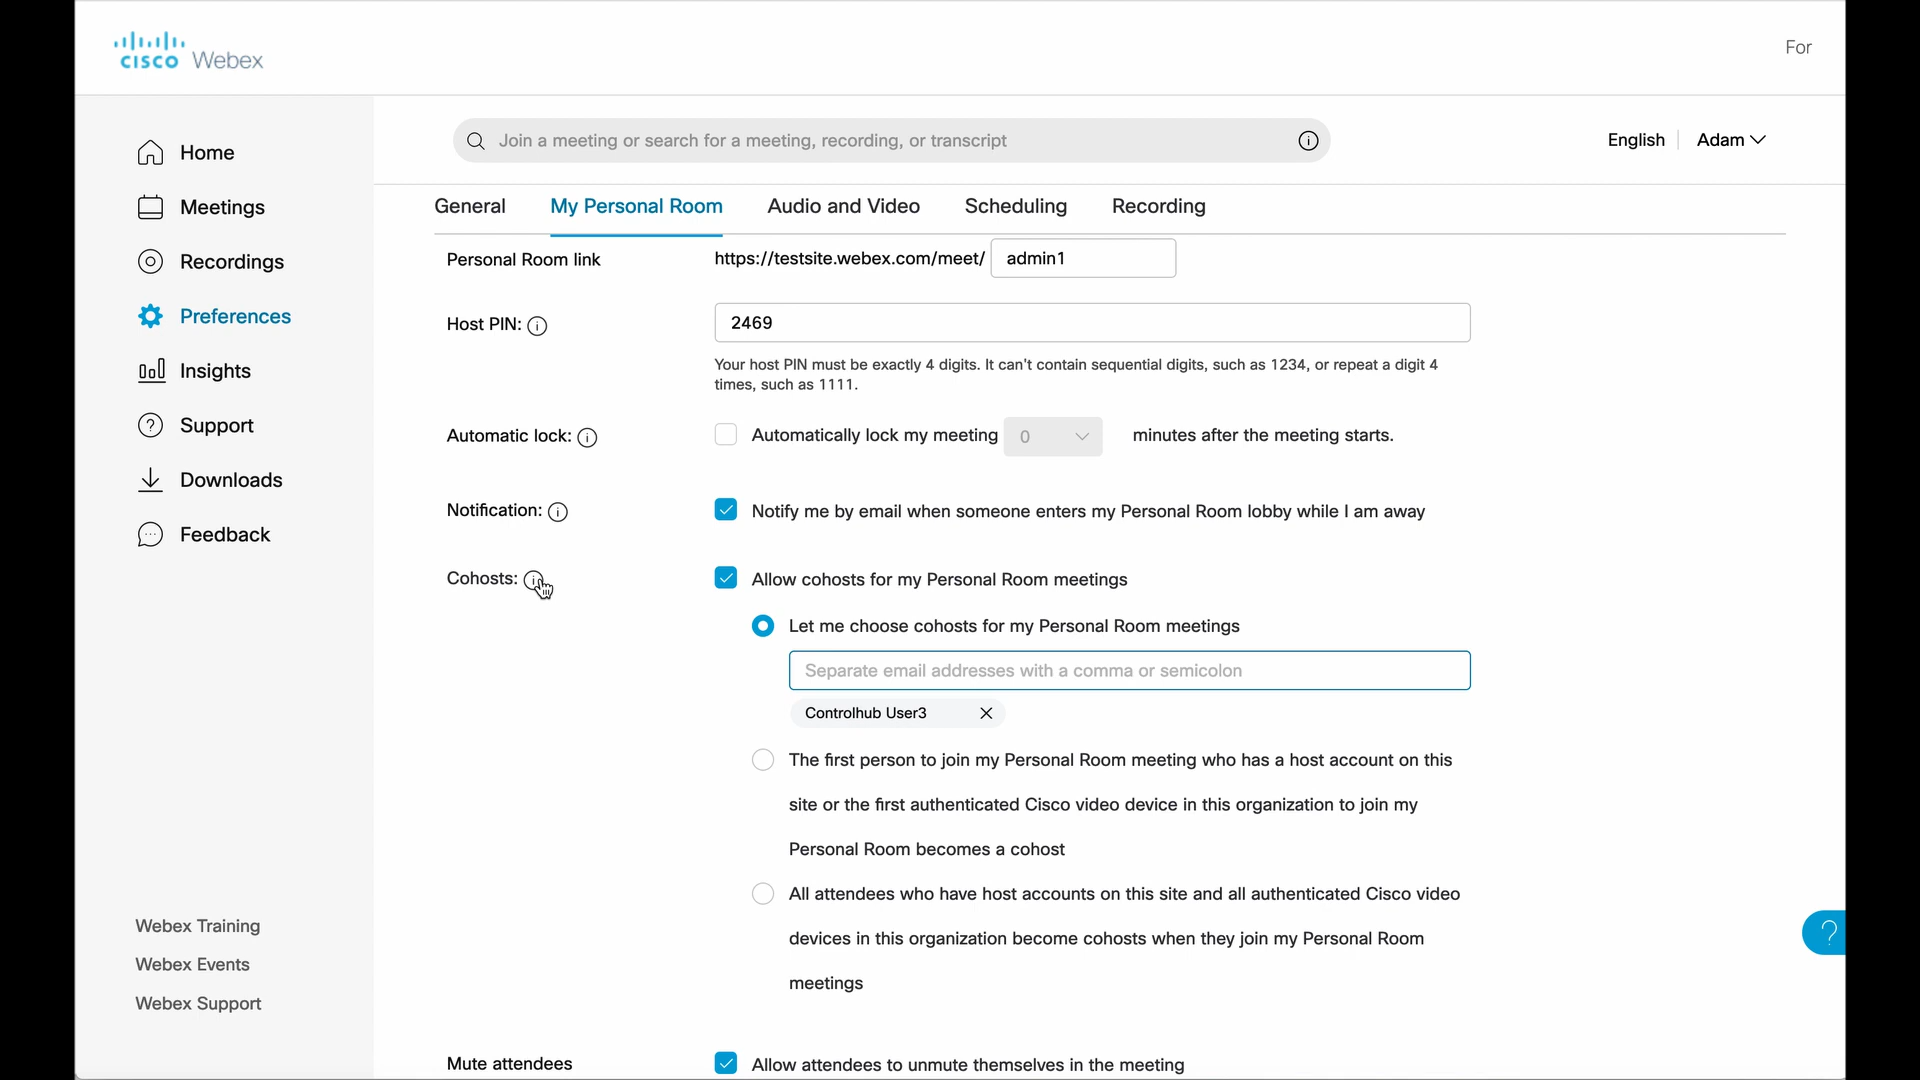 cisco Webex
For
Home
Meetings
Recordings
Preferences
Insights
Support
Downloads
Feedback
Webex Training
Webex Events
Webex Support
Join a meeting or search for a meeting, recording, or transcript
English
Adam
General
My Personal Room
Audio and Video
Scheduling
Recording
Personal Room link
https://testsite.webex.com/meet/
admin1
Host PIN:
2469
Your host PIN must be exactly 4 digits. It can't contain sequential digits, such as 1234, or repeat a digit 4
times, such as 1111.
Automatic lock:
Automatically lock my meeting
0
minutes after the meeting starts.
Notification:
Notify me by email when someone enters my Personal Room lobby while I am away
Cohosts:
Allow cohosts for my Personal Room meetings
Let me choose cohosts for my Personal Room meetings
Separate email addresses with a comma or semicolon
Controlhub User3
The first person to join my Personal Room meeting who has a host account on this
site or the first authenticated Cisco video device in this organization to join my
Personal Room becomes a cohost
All attendees who have host accounts on this site and all authenticated Cisco video
devices in this organization become cohosts when they join my Personal Room
meetings
Mute attendees
Allow attendees to unmute themselves in the meeting